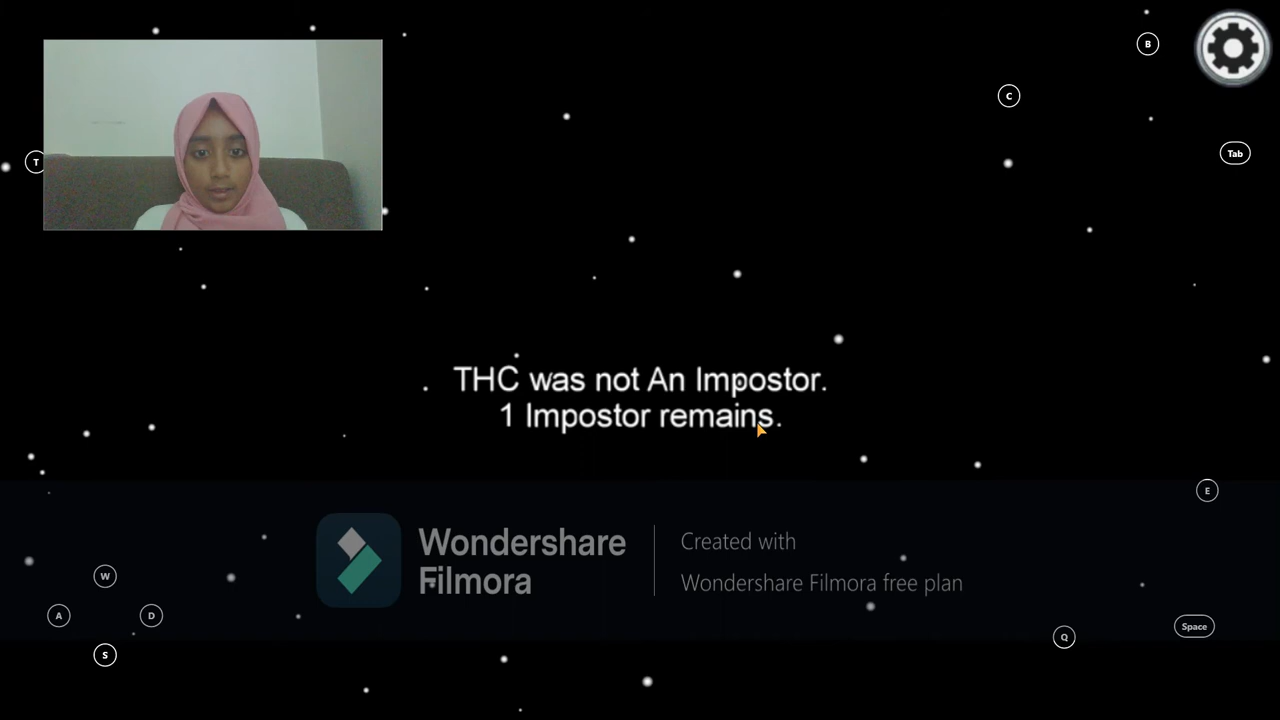 B
C
T
Tab
THC was not An Impostor.
1 Impostor remains.
E
Wondershare
Filmora
Created with
Wondershare Filmora free plan
W
A
D
Space
Q
S